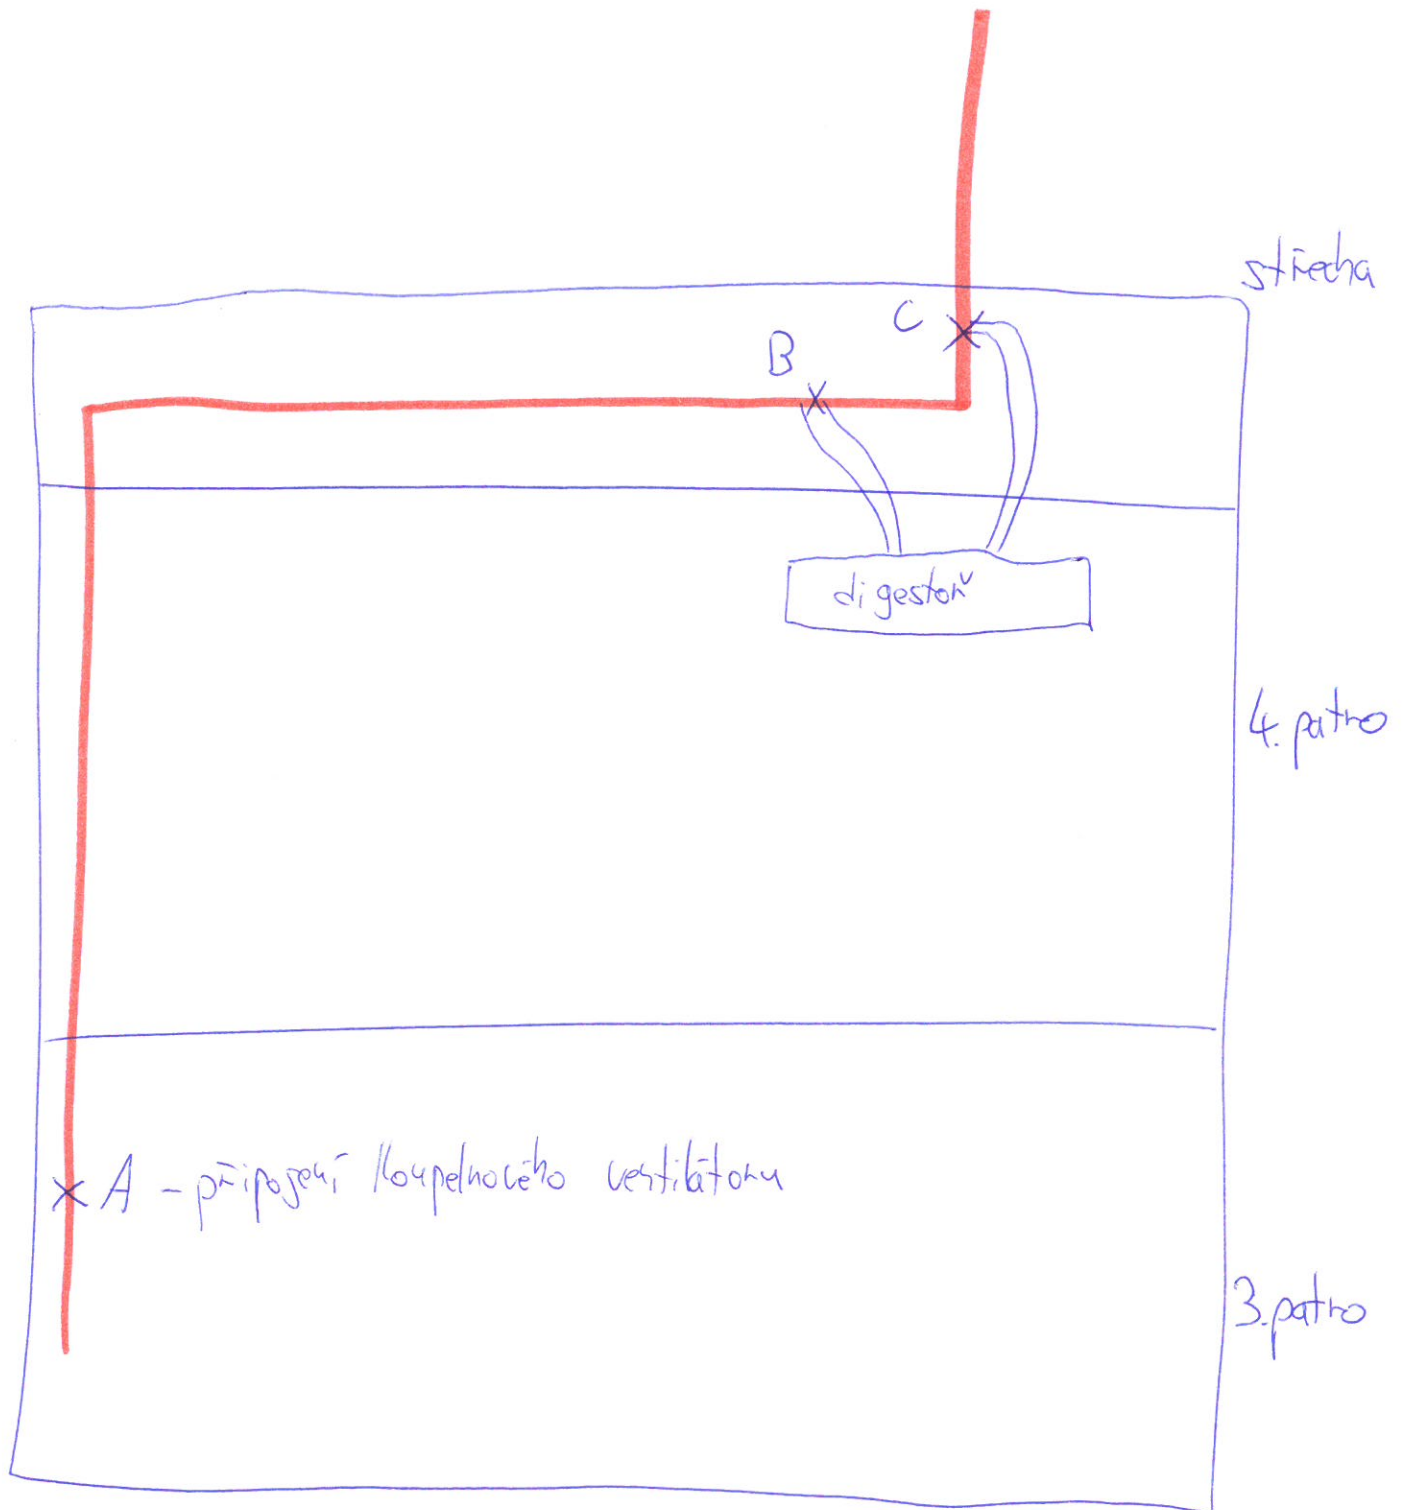 střecha
C
B
digestoř
4. patro
A - připojení koupelnového ventilátoru
3. patro